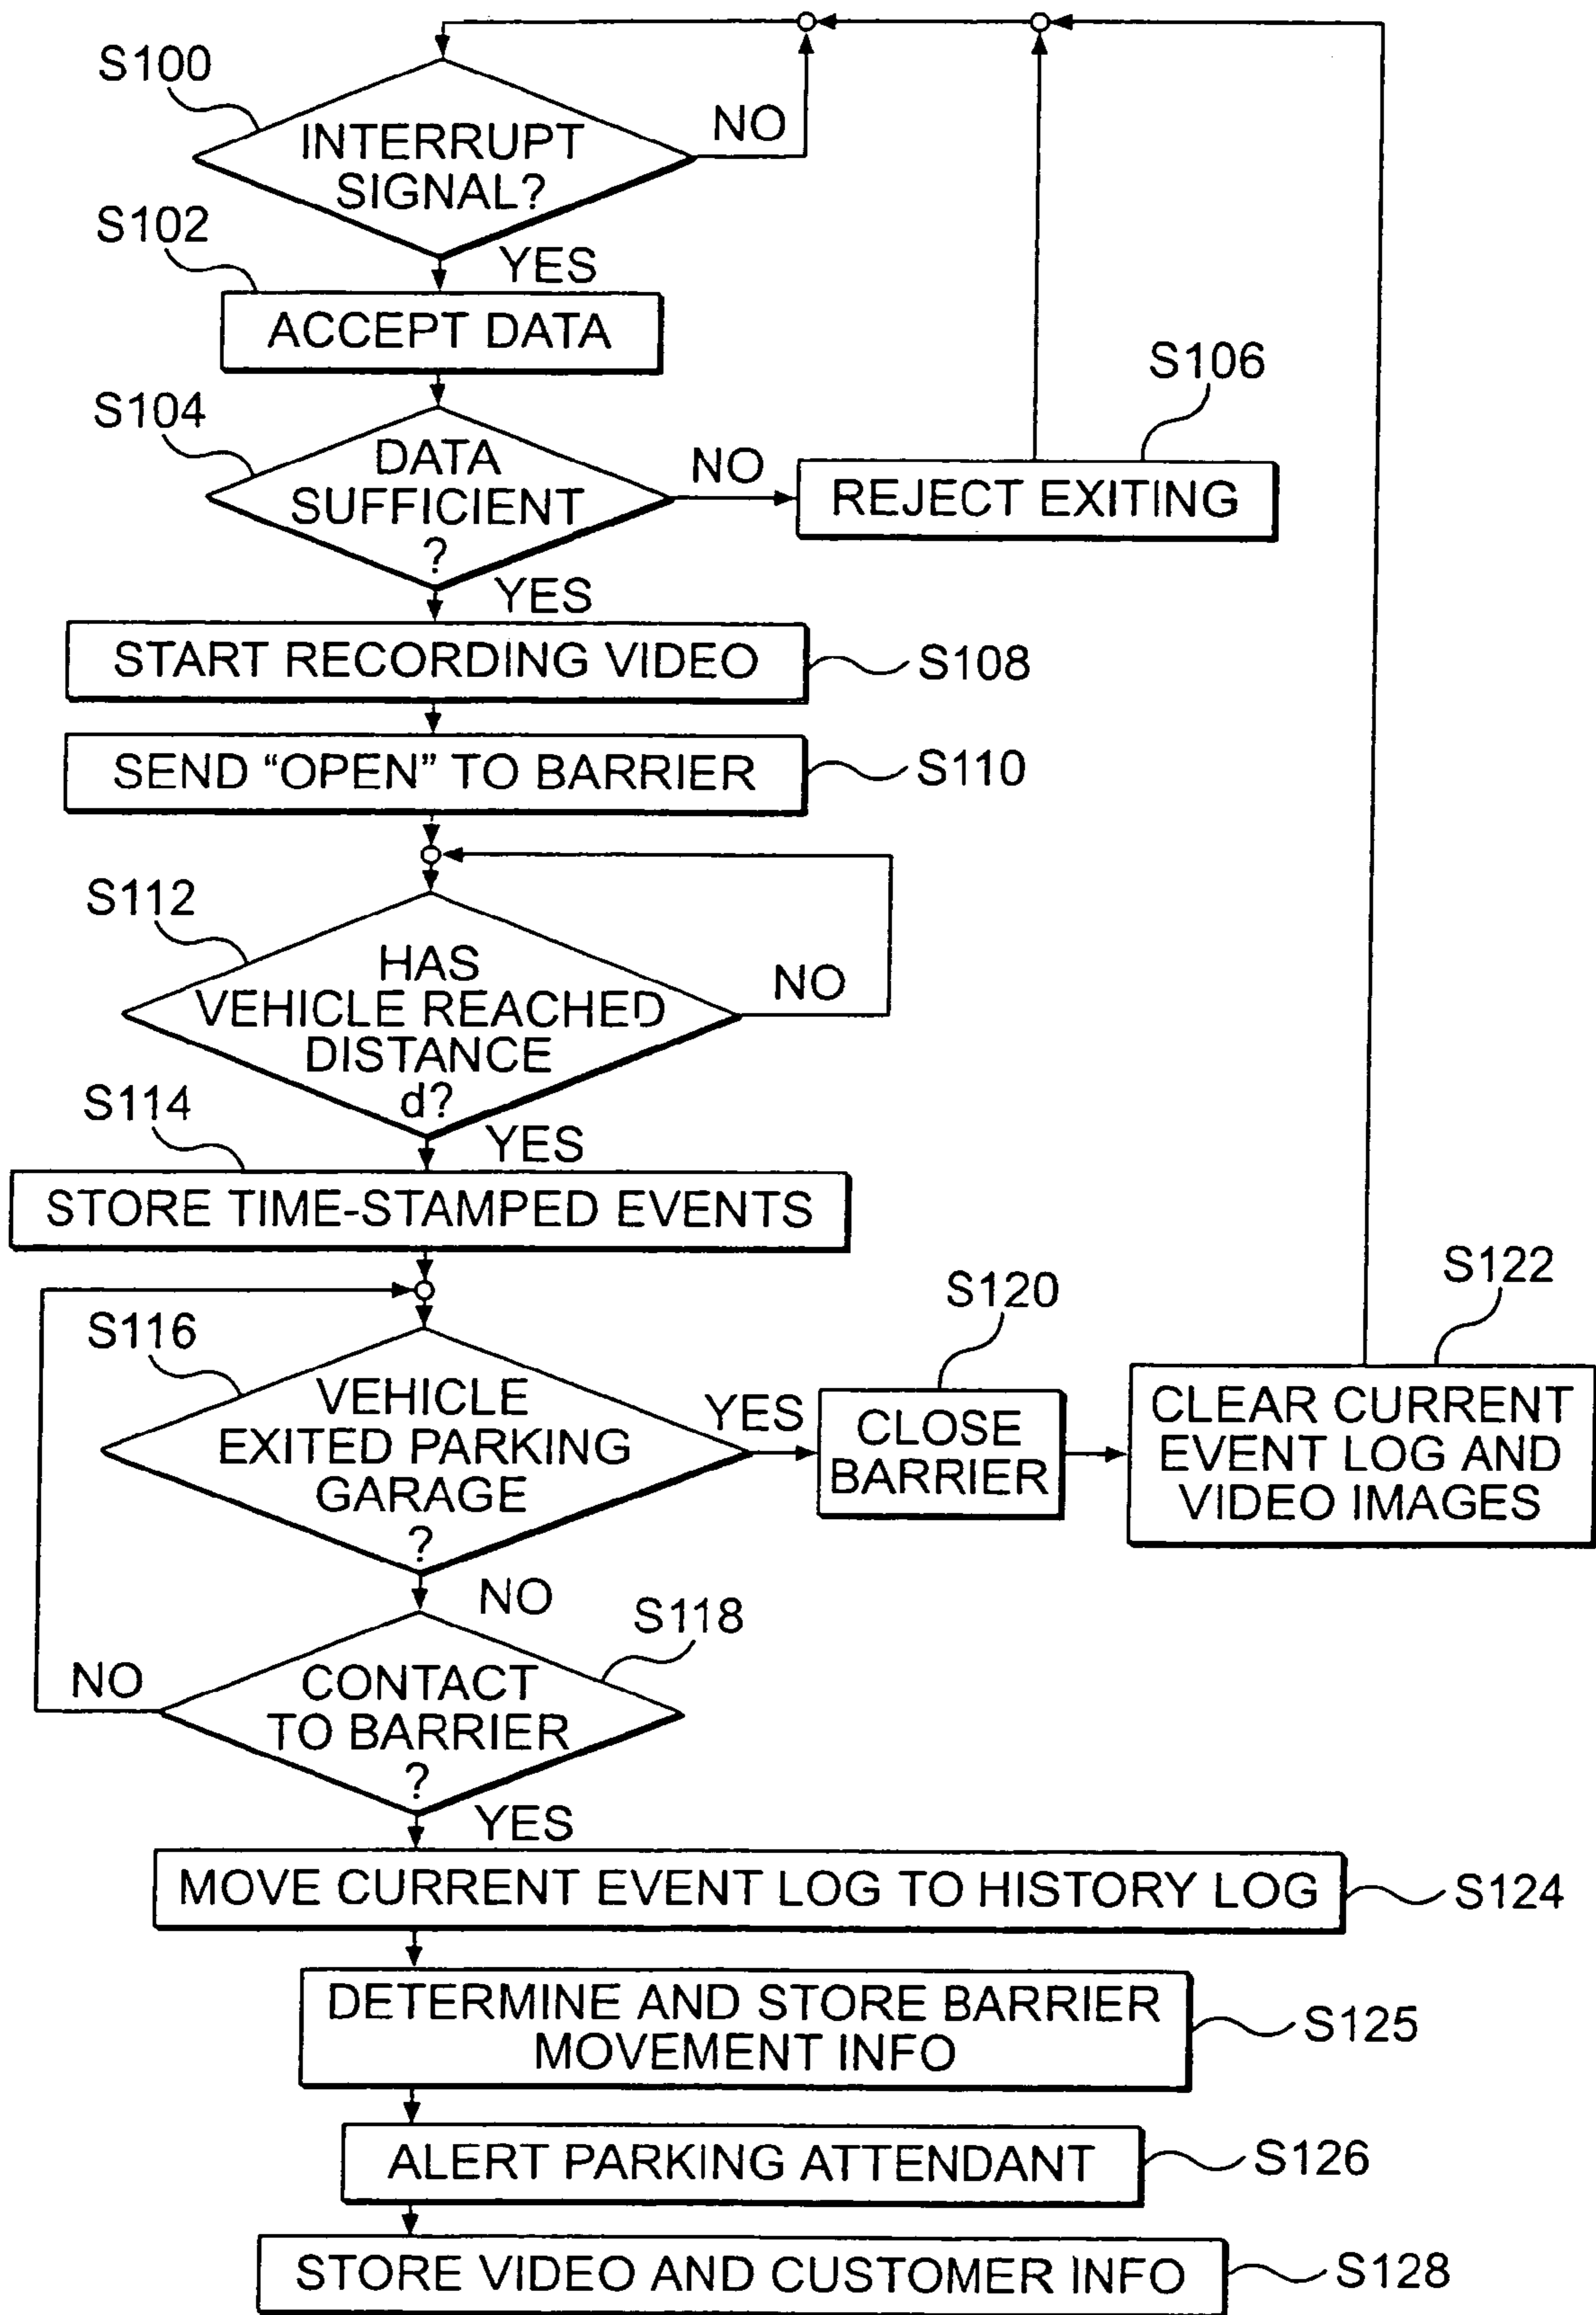 S100
INTERRUPT
SIGNAL?
NO
YES
S102
ACCEPT DATA
S104
DATA
SUFFICIENT
?
NO
S106
REJECT EXITING
YES
START RECORDING VIDEO
S108
SEND “OPEN” TO BARRIER
S110
S112
HAS
VEHICLE REACHED
DISTANCE
d?
NO
YES
S114
STORE TIME-STAMPED EVENTS
S116
VEHICLE
EXITED PARKING
GARAGE
?
YES
S120
CLOSE
BARRIER
S122
CLEAR CURRENT
EVENT LOG AND
VIDEO IMAGES
NO
S118
CONTACT
TO BARRIER
?
NO
YES
MOVE CURRENT EVENT LOG TO HISTORY LOG
S124
DETERMINE AND STORE BARRIER
MOVEMENT INFO
S125
ALERT PARKING ATTENDANT
S126
STORE VIDEO AND CUSTOMER INFO
S128